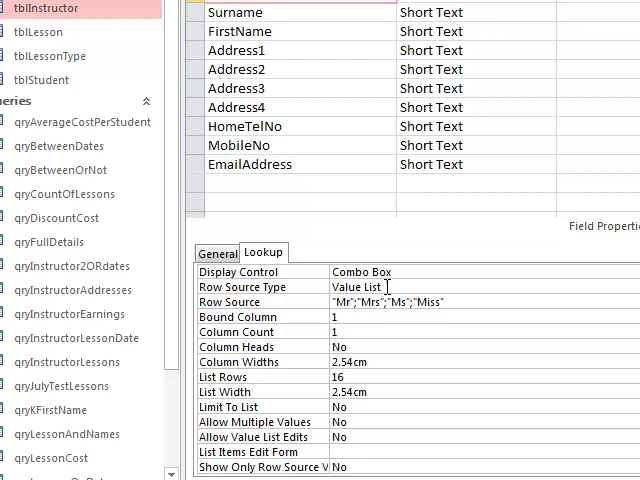 tblInstructor
tblLesson
tblLessonType
tblStudent
eries
qryAverageCostPerStudent
qryBetweenDates
qryBetweenOrNot
qryCountOfLessons
qryDiscountCost
qryFullDetails
qryInstructor2ORdates
qryInstructorAddresses
qryInstructorEarnings
qryInstructorLessonDate
qryInstructorLessons
qryJulyTestLessons
qryKFirstName
qryLessonAndNames
qryLessonCost
Surname Short Text
FirstName Short Text
Address1 Short Text
Address2 Short Text
Address3 Short Text
Address4 Short Text
HomeTelNo Short Text
MobileNo Short Text
EmailAddress Short Text
Field Properti
General Lookup
Display Control Combo Box
Row Source Type Value List
Row Source "Mr";"Mrs";"Ms";"Miss"
Bound Column 1
Column Count 1
Column Heads No
Column Widths 2.54cm
List Rows 16
List Width 2.54cm
Limit To List No
Allow Multiple Values No
Allow Value List Edits No
List Items Edit Form
Show Only Row Source V No